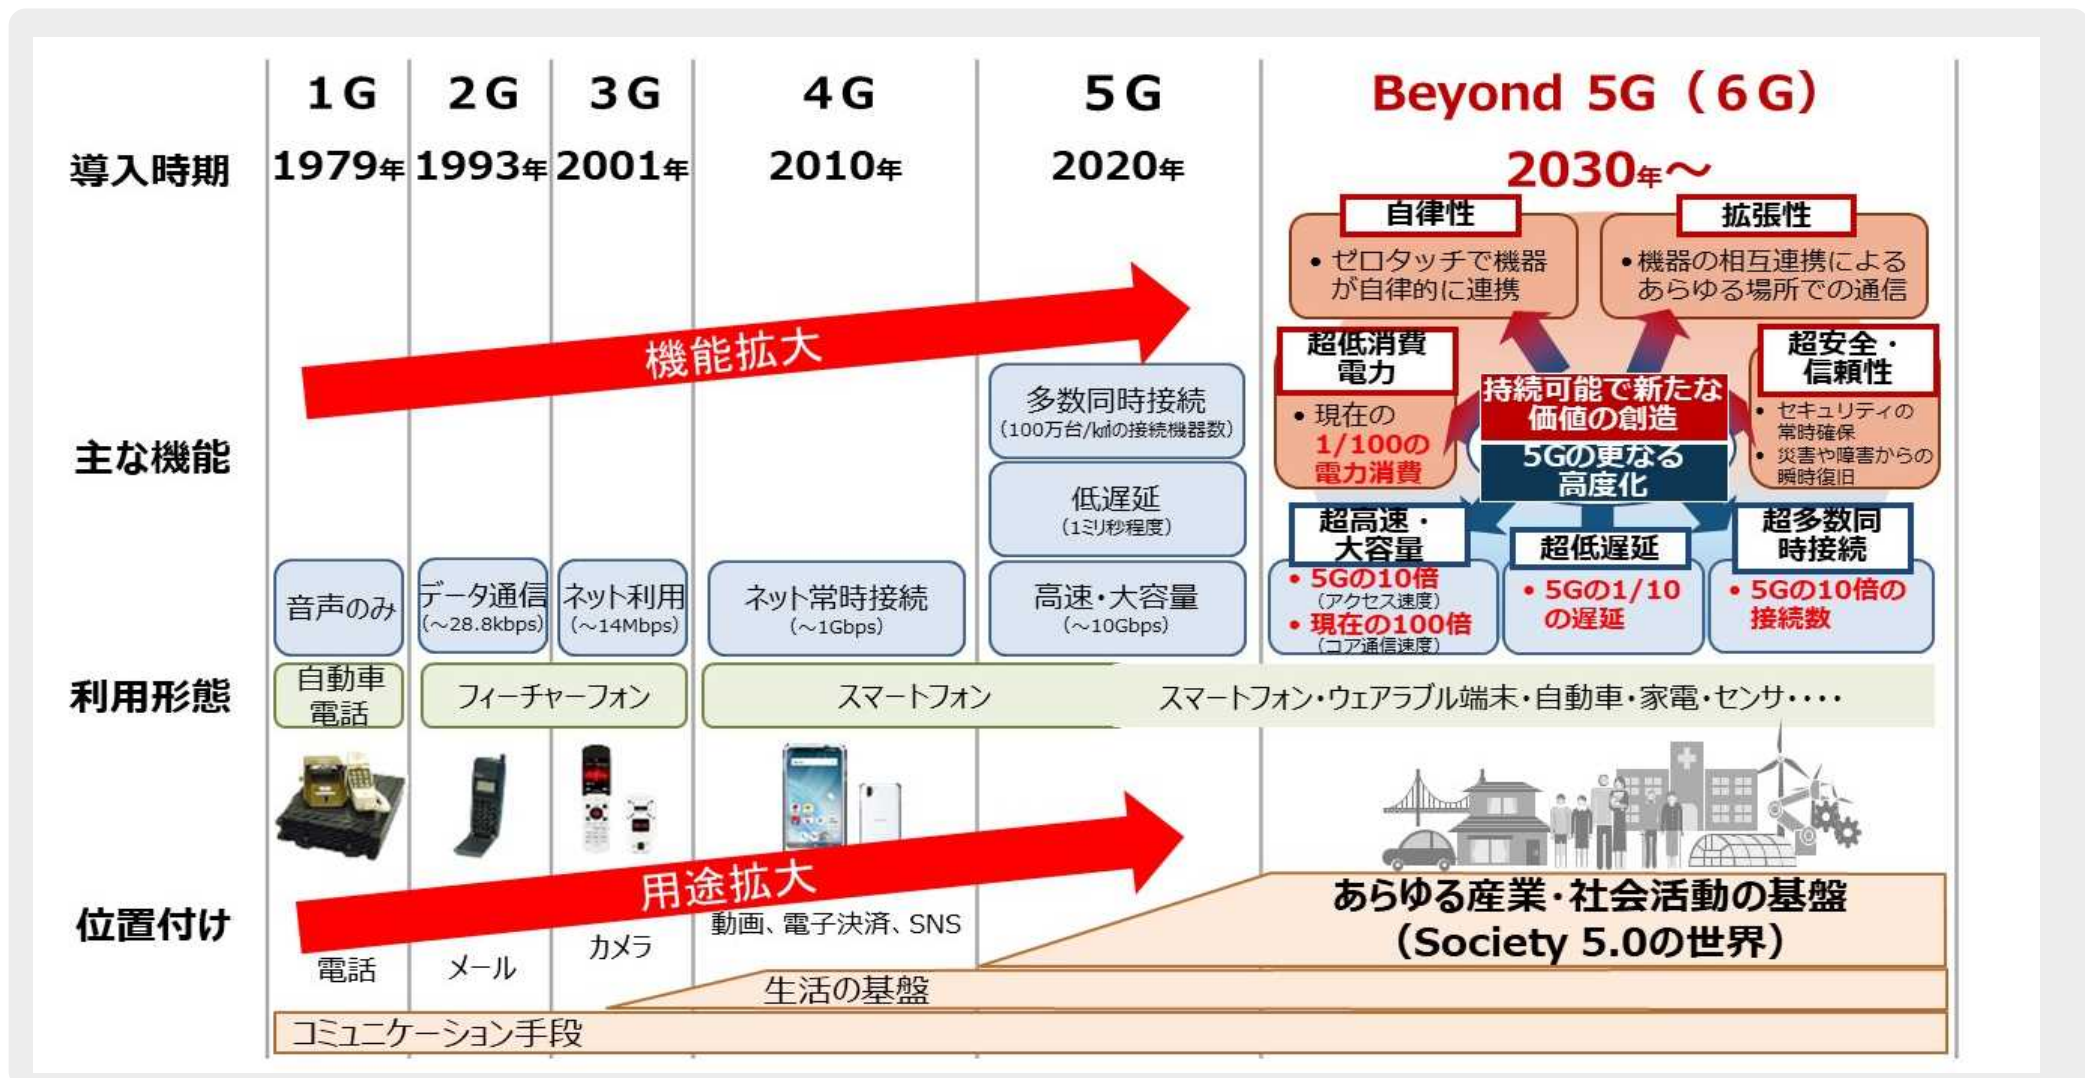 1G
2G
3G
4G
5G
Beyond 5G（6G）
導入時期
1979年
1993年
2001年
2010年
2020年
2030年～
主な機能
機能拡大
音声のみ
データ通信
（～28.8kbps）
ネット利用
（～14Mbps）
ネット常時接続
（～1Gbps）
多数同時接続
（100万台/㎢の接続機器数）
低遅延
（1ミリ秒程度）
高速・大容量
（～10Gbps）
自律性
• ゼロタッチで機器
が自律的に連携
拡張性
• 機器の相互連携による
あらゆる場所での通信
超低消費
電力
• 現在の
1/100の
電力消費
持続可能で新たな
価値の創造
5Gの更なる
高度化
超安全・
信頼性
• セキュリティの
常時確保
• 災害や障害からの
瞬時復旧
超高速・
大容量
• 5Gの10倍
（アクセス速度）
• 現在の100倍
（コア通信速度）
超低遅延
• 5Gの1/10
の遅延
超多数同
時接続
• 5Gの10倍の
接続数
利用形態
自動車
電話
フィーチャーフォン
スマートフォン
スマートフォン・ウェアラブル端末・自動車・家電・センサ・・・・
位置付け
用途拡大
電話
メール
カメラ
動画、電子決済、SNS
あらゆる産業・社会活動の基盤
（Society 5.0の世界）
生活の基盤
コミュニケーション手段